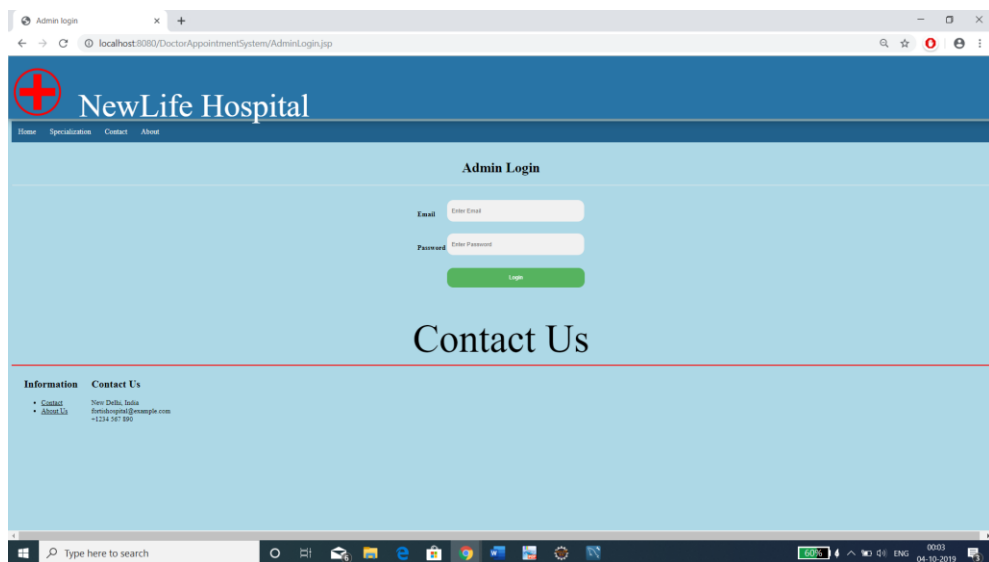 Admin login
localhost:8080/DoctorAppointmentSystem/AdminLogin.jsp
NewLife Hospital
Home Specialization Contact About
Admin Login
Email Enter Email
Password Enter Password
Login
Contact Us
Information Contact Us
Contact New Delhi, India
About Us fortishospital@example.com
+1234 567 890
Type here to search
60% ENG 00:03
04-10-2019